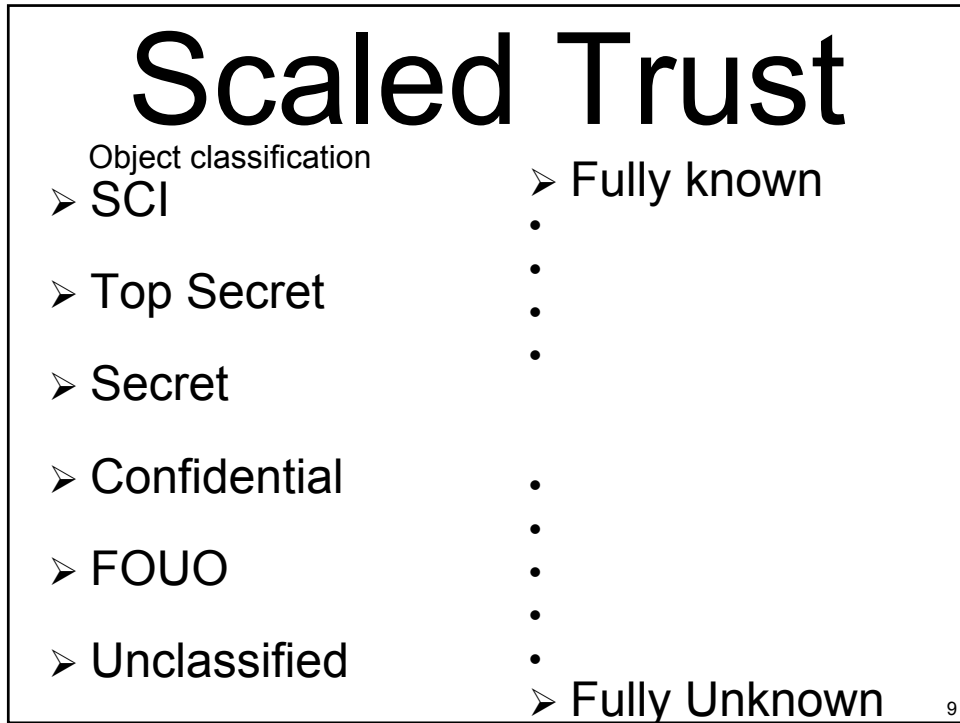 Scaled Trust
Object classification
➢ SCI
➢ Top Secret
➢ Secret
➢ Confidential
➢ FOUO
➢ Unclassified
➢ Fully known
•
•
•
•
•
•
•
•
•
➢ Fully Unknown
9